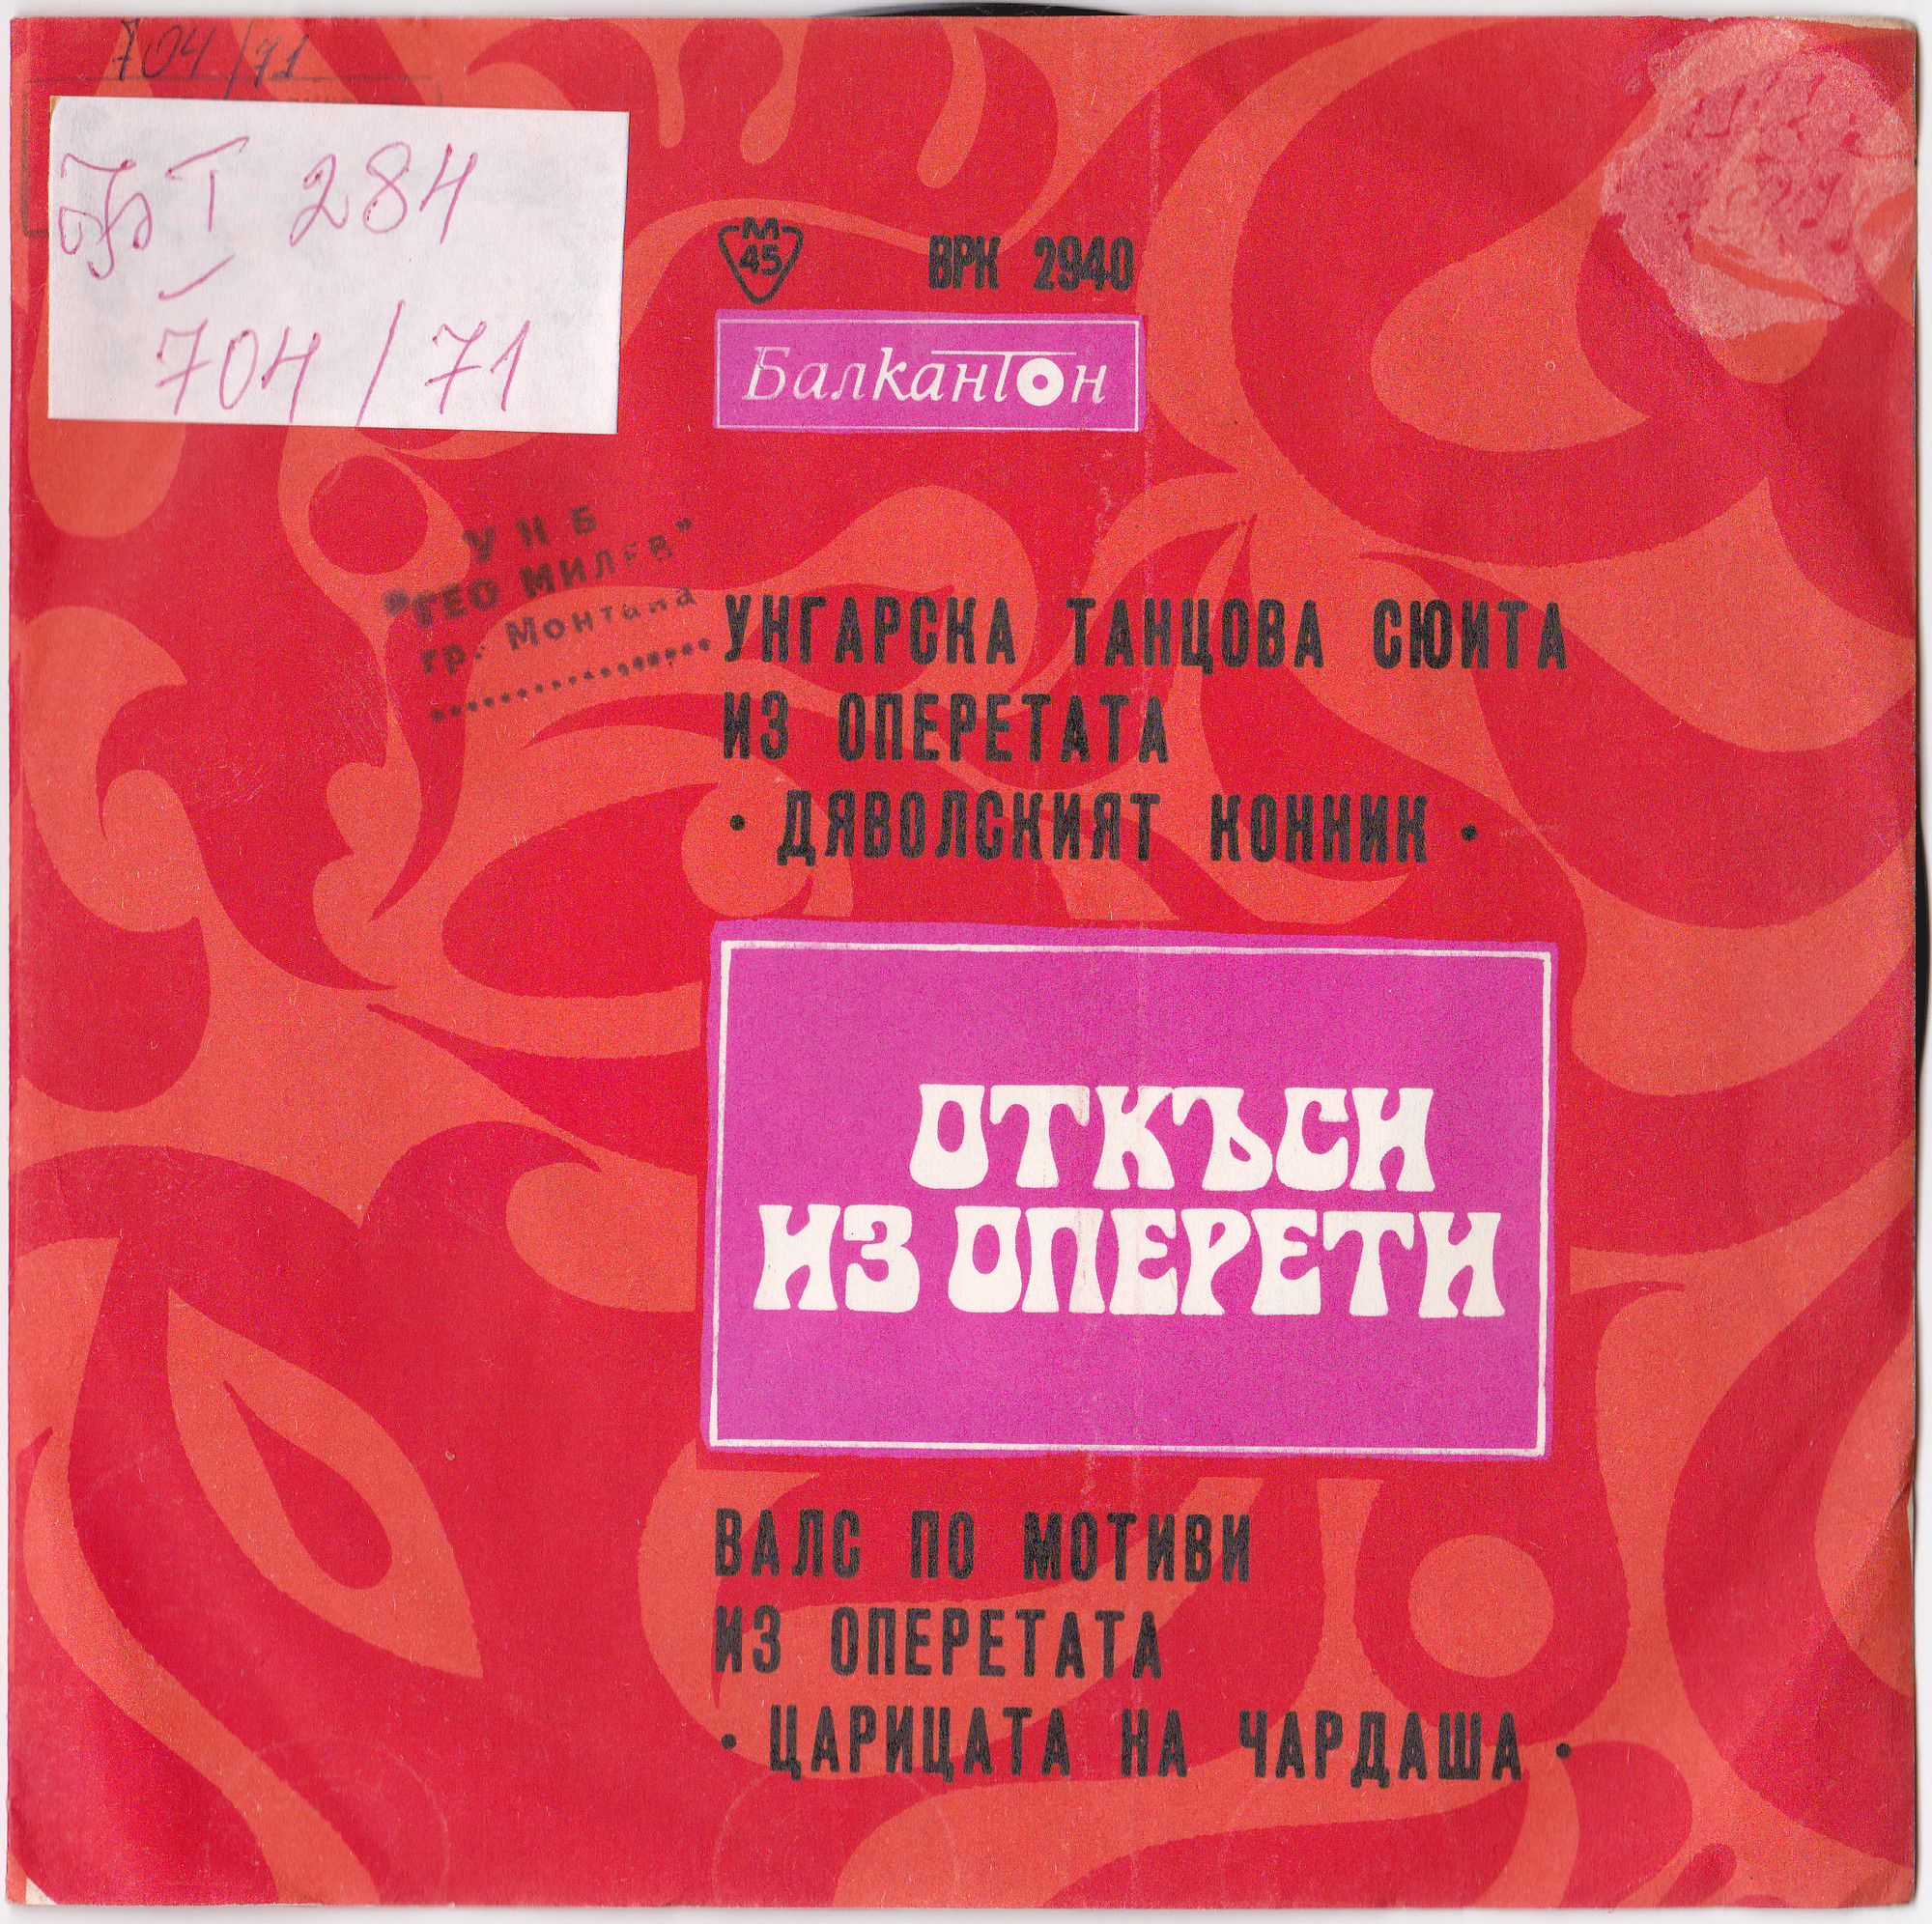 704/71
I 284
704/71
М
45
ВРК 2940
Балкантон
УНБ
"ГЕО МИЛЕВ"
гр. Монтана
УНГАРСКА ТАНЦОВА СЮИТА
ИЗ ОПЕРЕТАТА
• ДЯВОЛСКИЯТ КОННИК •
ОТКЪСИ
ИЗ ОПЕРЕТИ
ВАЛС ПО МОТИВИ
ИЗ ОПЕРЕТАТА
• ЦАРИЦАТА НА ЧАРДАША •